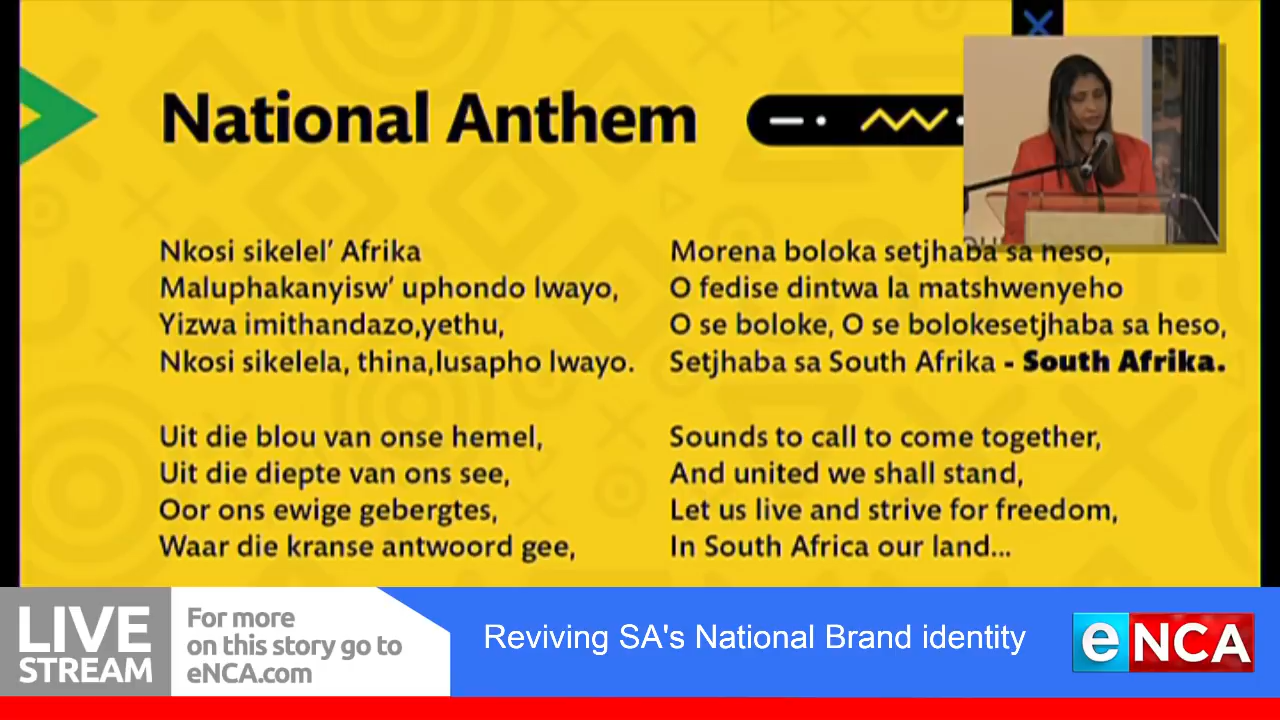 National Anthem
Nkosi sikelel’ Afrika
Maluphakanyisw’ uphondo lwayo,
Yizwa imithandazo,yethu,
Nkosi sikelela, thina,lusapho lwayo.
Uit die blou van onse hemel,
Uit die diepte van ons see,
Oor ons ewige gebergtes,
Waar die kranse antwoord gee,
Morena boloka setjhaba sa heso,
O fedise dintwa la matshwenyeho
O se boloke, O se bolokesetjhaba sa heso,
Setjhaba sa South Afrika - South Afrika.
Sounds to call to come together,
And united we shall stand,
Let us live and strive for freedom,
In South Africa our land...
LIVE
STREAM
For more
on this story go to
eNCA.com
Reviving SA's National Brand identity
eNCA